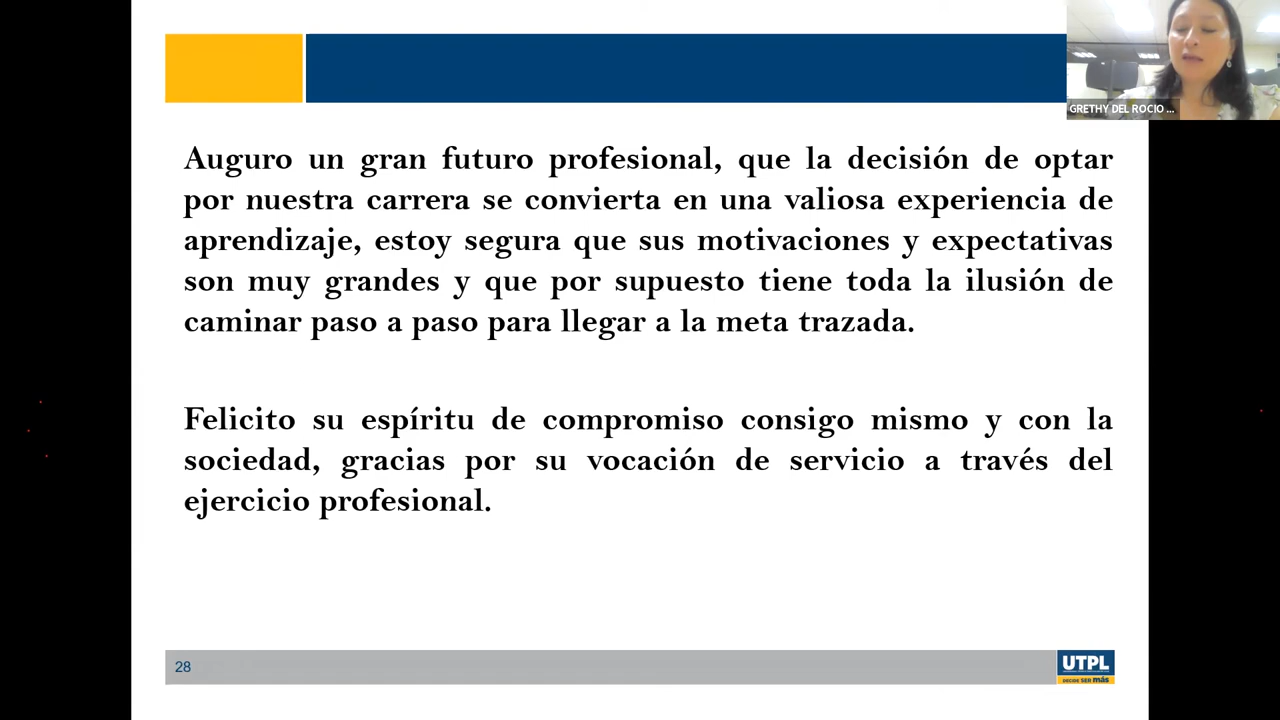 GRETHY DEL ROCIO ...
Auguro un gran futuro profesional, que la decisión de optar
por nuestra carrera se convierta en una valiosa experiencia de
aprendizaje, estoy segura que sus motivaciones y expectativas
son muy grandes y que por supuesto tiene toda la ilusión de
caminar paso a paso para llegar a la meta trazada.
Felicito su espíritu de compromiso consigo mismo y con la
sociedad, gracias por su vocación de servicio a través del
ejercicio profesional.
28
UTPL
DECIDE SER más